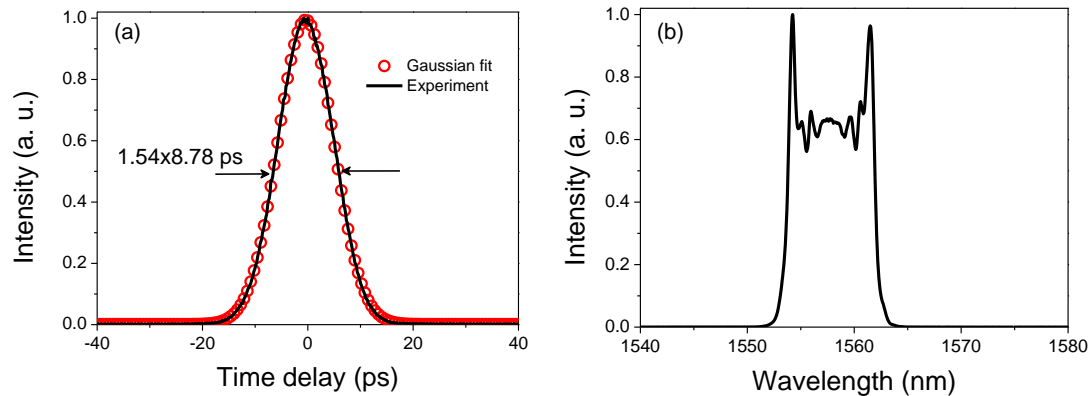 (a)
Gaussian fit
Experiment
1.54x8.78 ps
Intensity (a. u.)
1.0
0.8
0.6
0.4
0.2
0.0
-40
-20
0
20
40
Time delay (ps)
(b)
Intensity (a. u.)
1.0
0.8
0.6
0.4
0.2
0.0
1540
1550
1560
1570
1580
Wavelength (nm)